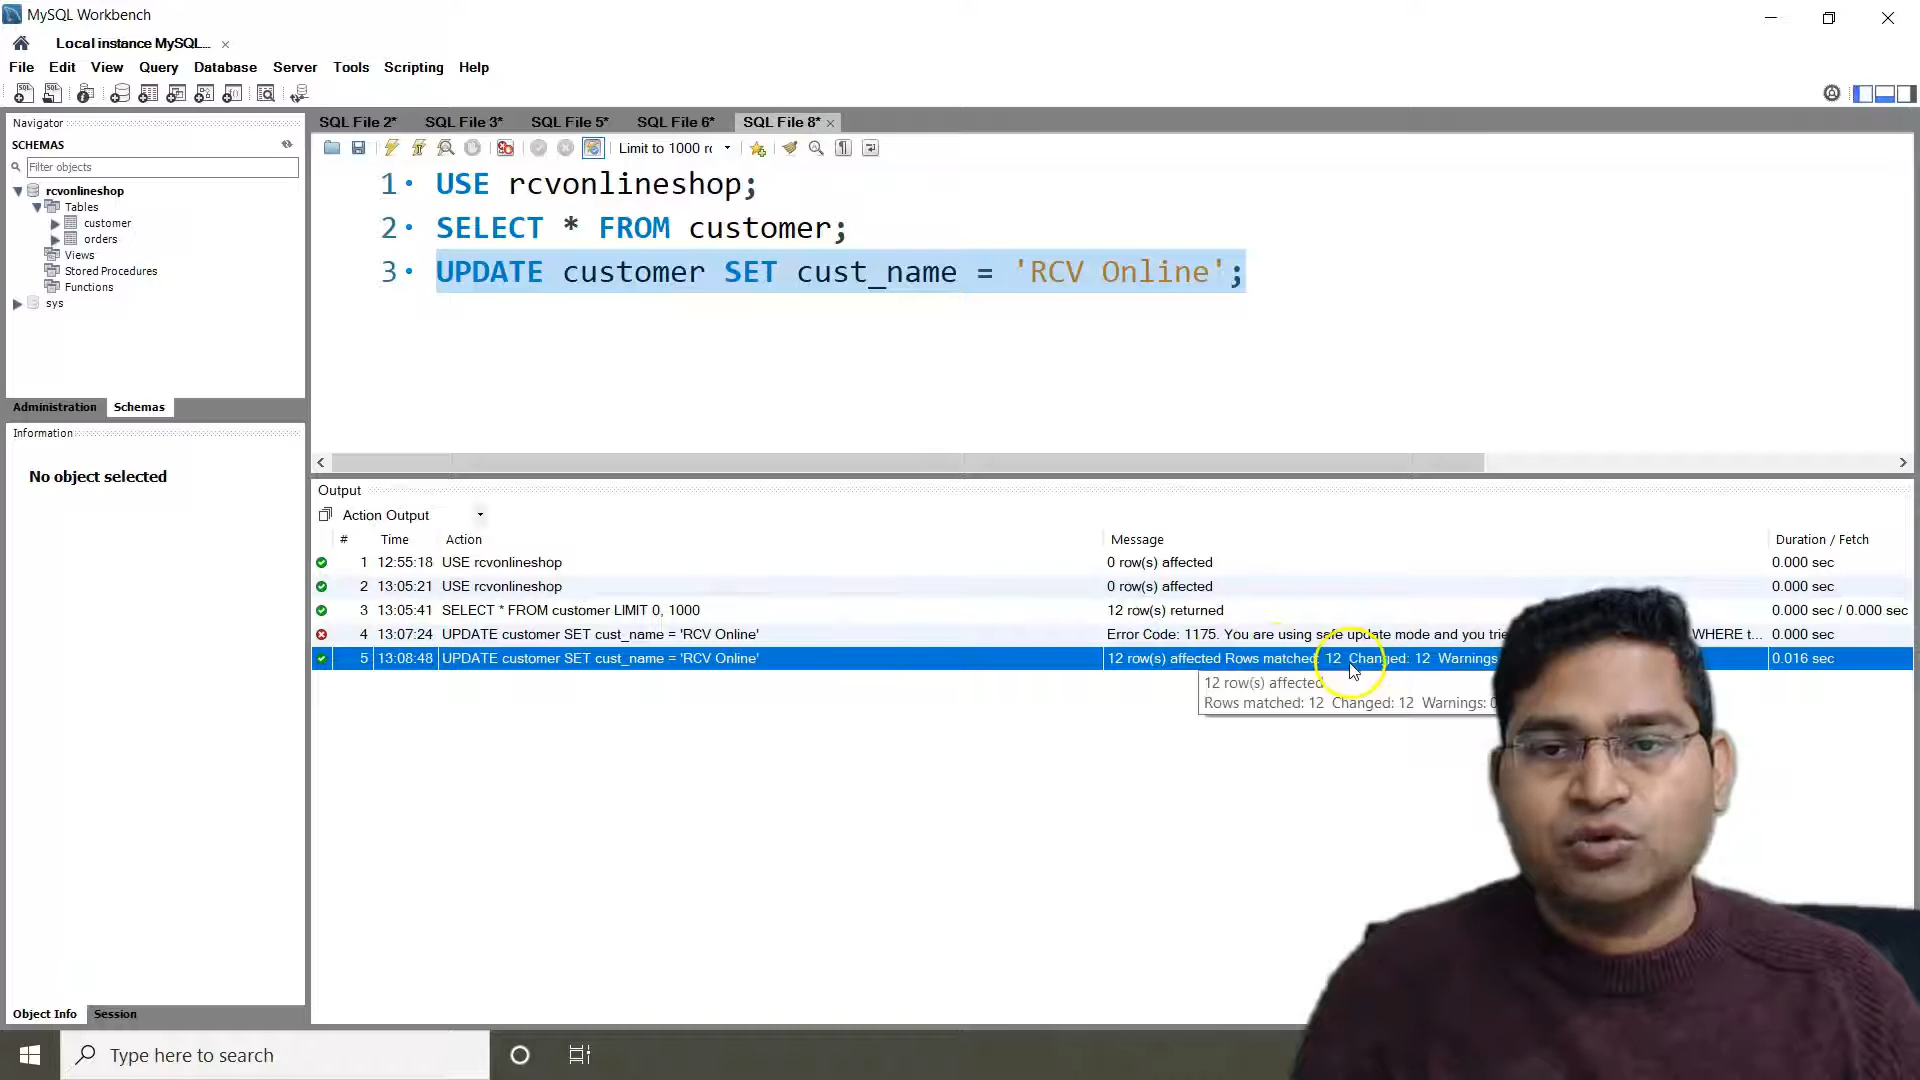 MySQL Workbench
Local instance MySQL...
File Edit View Query Database Server Tools Scripting Help
Navigator
SCHEMAS
Filter objects
rcvonlineshop
Tables
customer
orders
Views
Stored Procedures
Functions
sys
Administration Schemas
Information
No object selected
Object Info Session
SQL File 2* SQL File 3* SQL File 5* SQL File 6* SQL File 8*
Limit to 1000 rc
1 USE rcvonlineshop;
2 SELECT * FROM customer;
3 UPDATE customer SET cust_name = 'RCV Online';
Output
Action Output
# Time Action Message Duration / Fetch
1 12:55:18 USE rcvonlineshop 0 row(s) affected 0.000 sec
2 13:05:21 USE rcvonlineshop 0 row(s) affected 0.000 sec
3 13:05:41 SELECT * FROM customer LIMIT 0, 1000 12 row(s) returned 0.000 sec / 0.000 sec
4 13:07:24 UPDATE customer SET cust_name = 'RCV Online' Error Code: 1175. You are using safe update mode and you trie WHERE t... 0.000 sec
5 13:08:48 UPDATE customer SET cust_name = 'RCV Online' 12 row(s) affected Rows matched: 12 Changed: 12 Warnings 0.016 sec
12 row(s) affected
Rows matched: 12 Changed: 12 Warnings: 0
Type here to search